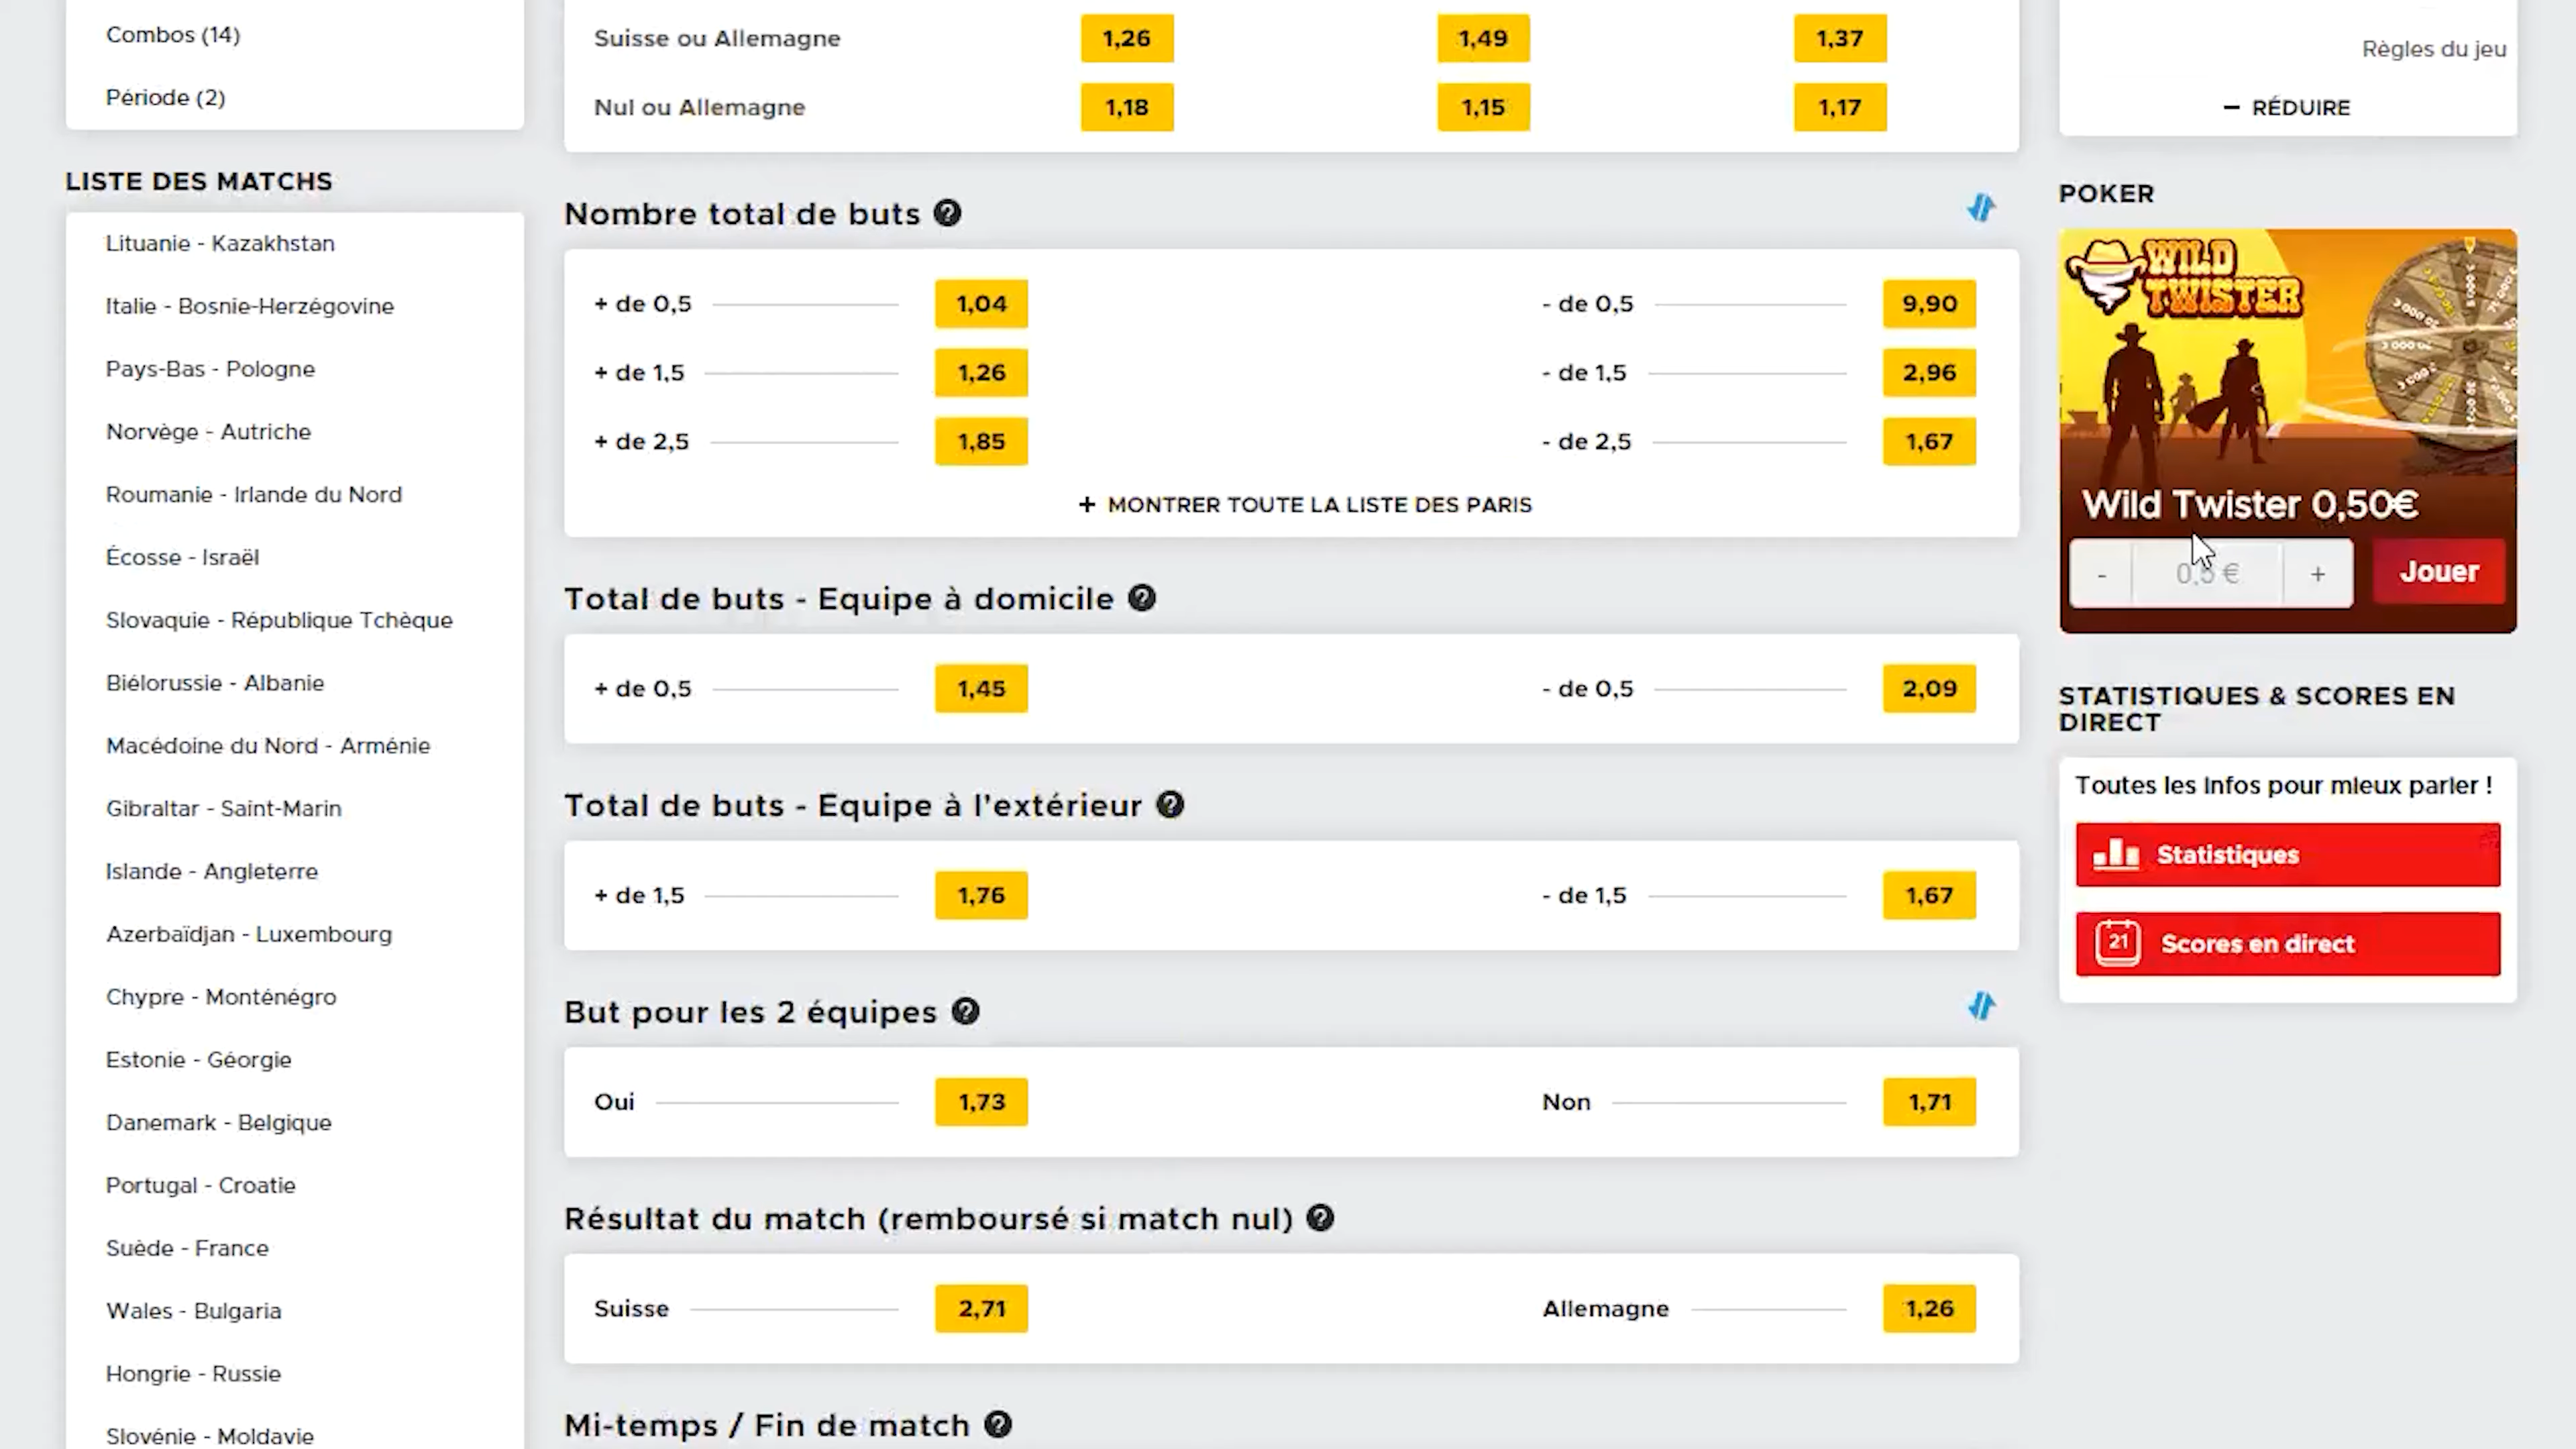 Combos (14)
Période (2)
LISTE DES MATCHS
Lituanie - Kazakhstan
Italie - Bosnie-Herzégovine
Pays-Bas - Pologne
Norvège - Autriche
Roumanie - Irlande du Nord
Écosse - Israël
Slovaquie - République Tchèque
Biélorussie - Albanie
Macédoine du Nord - Arménie
Gibraltar - Saint-Marin
Islande - Angleterre
Azerbaïdjan - Luxembourg
Chypre - Monténégro
Estonie - Géorgie
Danemark - Belgique
Portugal - Croatie
Suède - France
Wales - Bulgaria
Hongrie - Russie
Slovénie - Moldavie
Suisse ou Allemagne 1,26 1,49 1,37
Nul ou Allemagne 1,18 1,15 1,17
Nombre total de buts ?
+ de 0,5 1,04 - de 0,5 9,90
+ de 1,5 1,26 - de 1,5 2,96
+ de 2,5 1,85 - de 2,5 1,67
+ MONTRER TOUTE LA LISTE DES PARIS
Total de buts - Equipe à domicile ?
+ de 0,5 1,45 - de 0,5 2,09
Total de buts - Equipe à l'extérieur ?
+ de 1,5 1,76 - de 1,5 1,67
But pour les 2 équipes ?
Oui 1,73 Non 1,71
Résultat du match (remboursé si match nul) ?
Suisse 2,71 Allemagne 1,26
Mi-temps / Fin de match ?
Règles du jeu
− RÉDUIRE
POKER
WILD
TWISTER
Wild Twister 0,50€
- 0,5 € + Jouer
STATISTIQUES & SCORES EN
DIRECT
Toutes les infos pour mieux parier !
Statistiques
21 Scores en direct